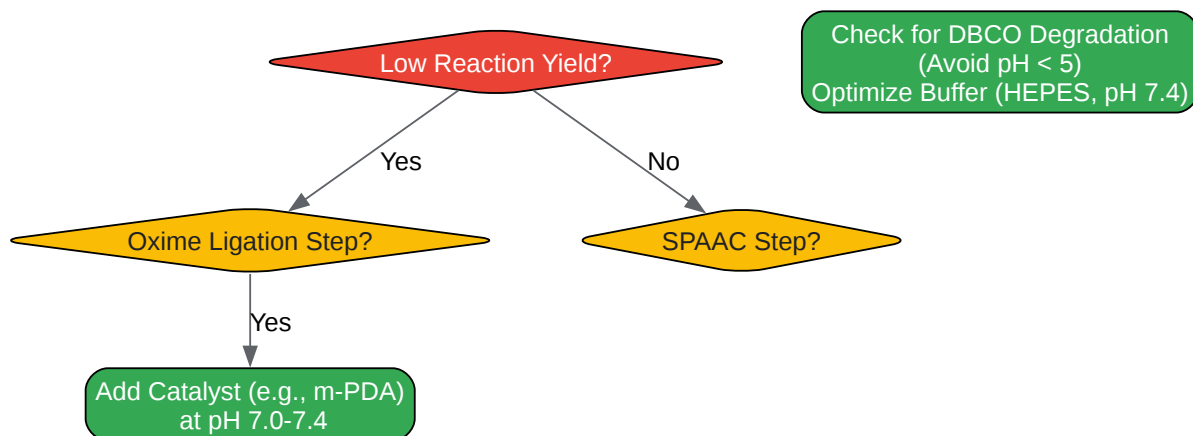 Low Reaction Yield?
Check for DBCO Degradation
(Avoid pH < 5)
Optimize Buffer (HEPES, pH 7.4)
Yes
No
Oxime Ligation Step?
SPAAC Step?
Yes
Add Catalyst (e.g., m-PDA)
at pH 7.0-7.4